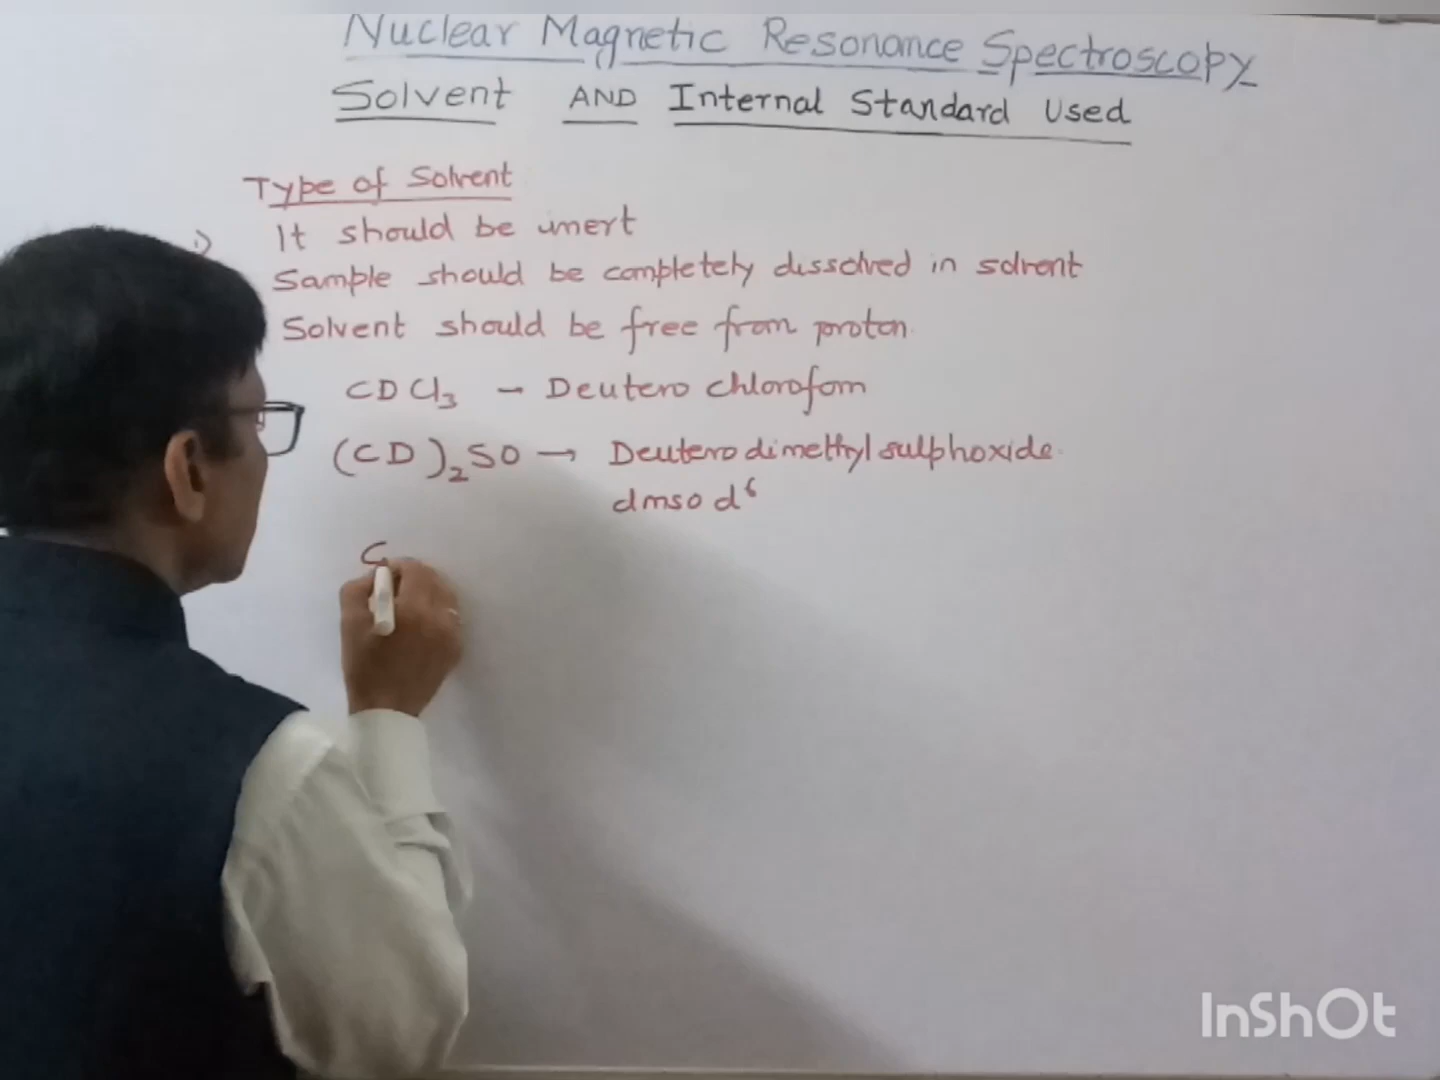 Nuclear Magnetic Resonance Spectroscopy
Solvent AND Internal Standard Used
Type of Solvent
i) It should be inert
Sample should be completely dissolved in solvent
Solvent should be free from proton.
CDCl3 - Deutero chlorofom
(CD)2SO → Deutero dimethyl sulphoxide
dmso d6
C
InShOt